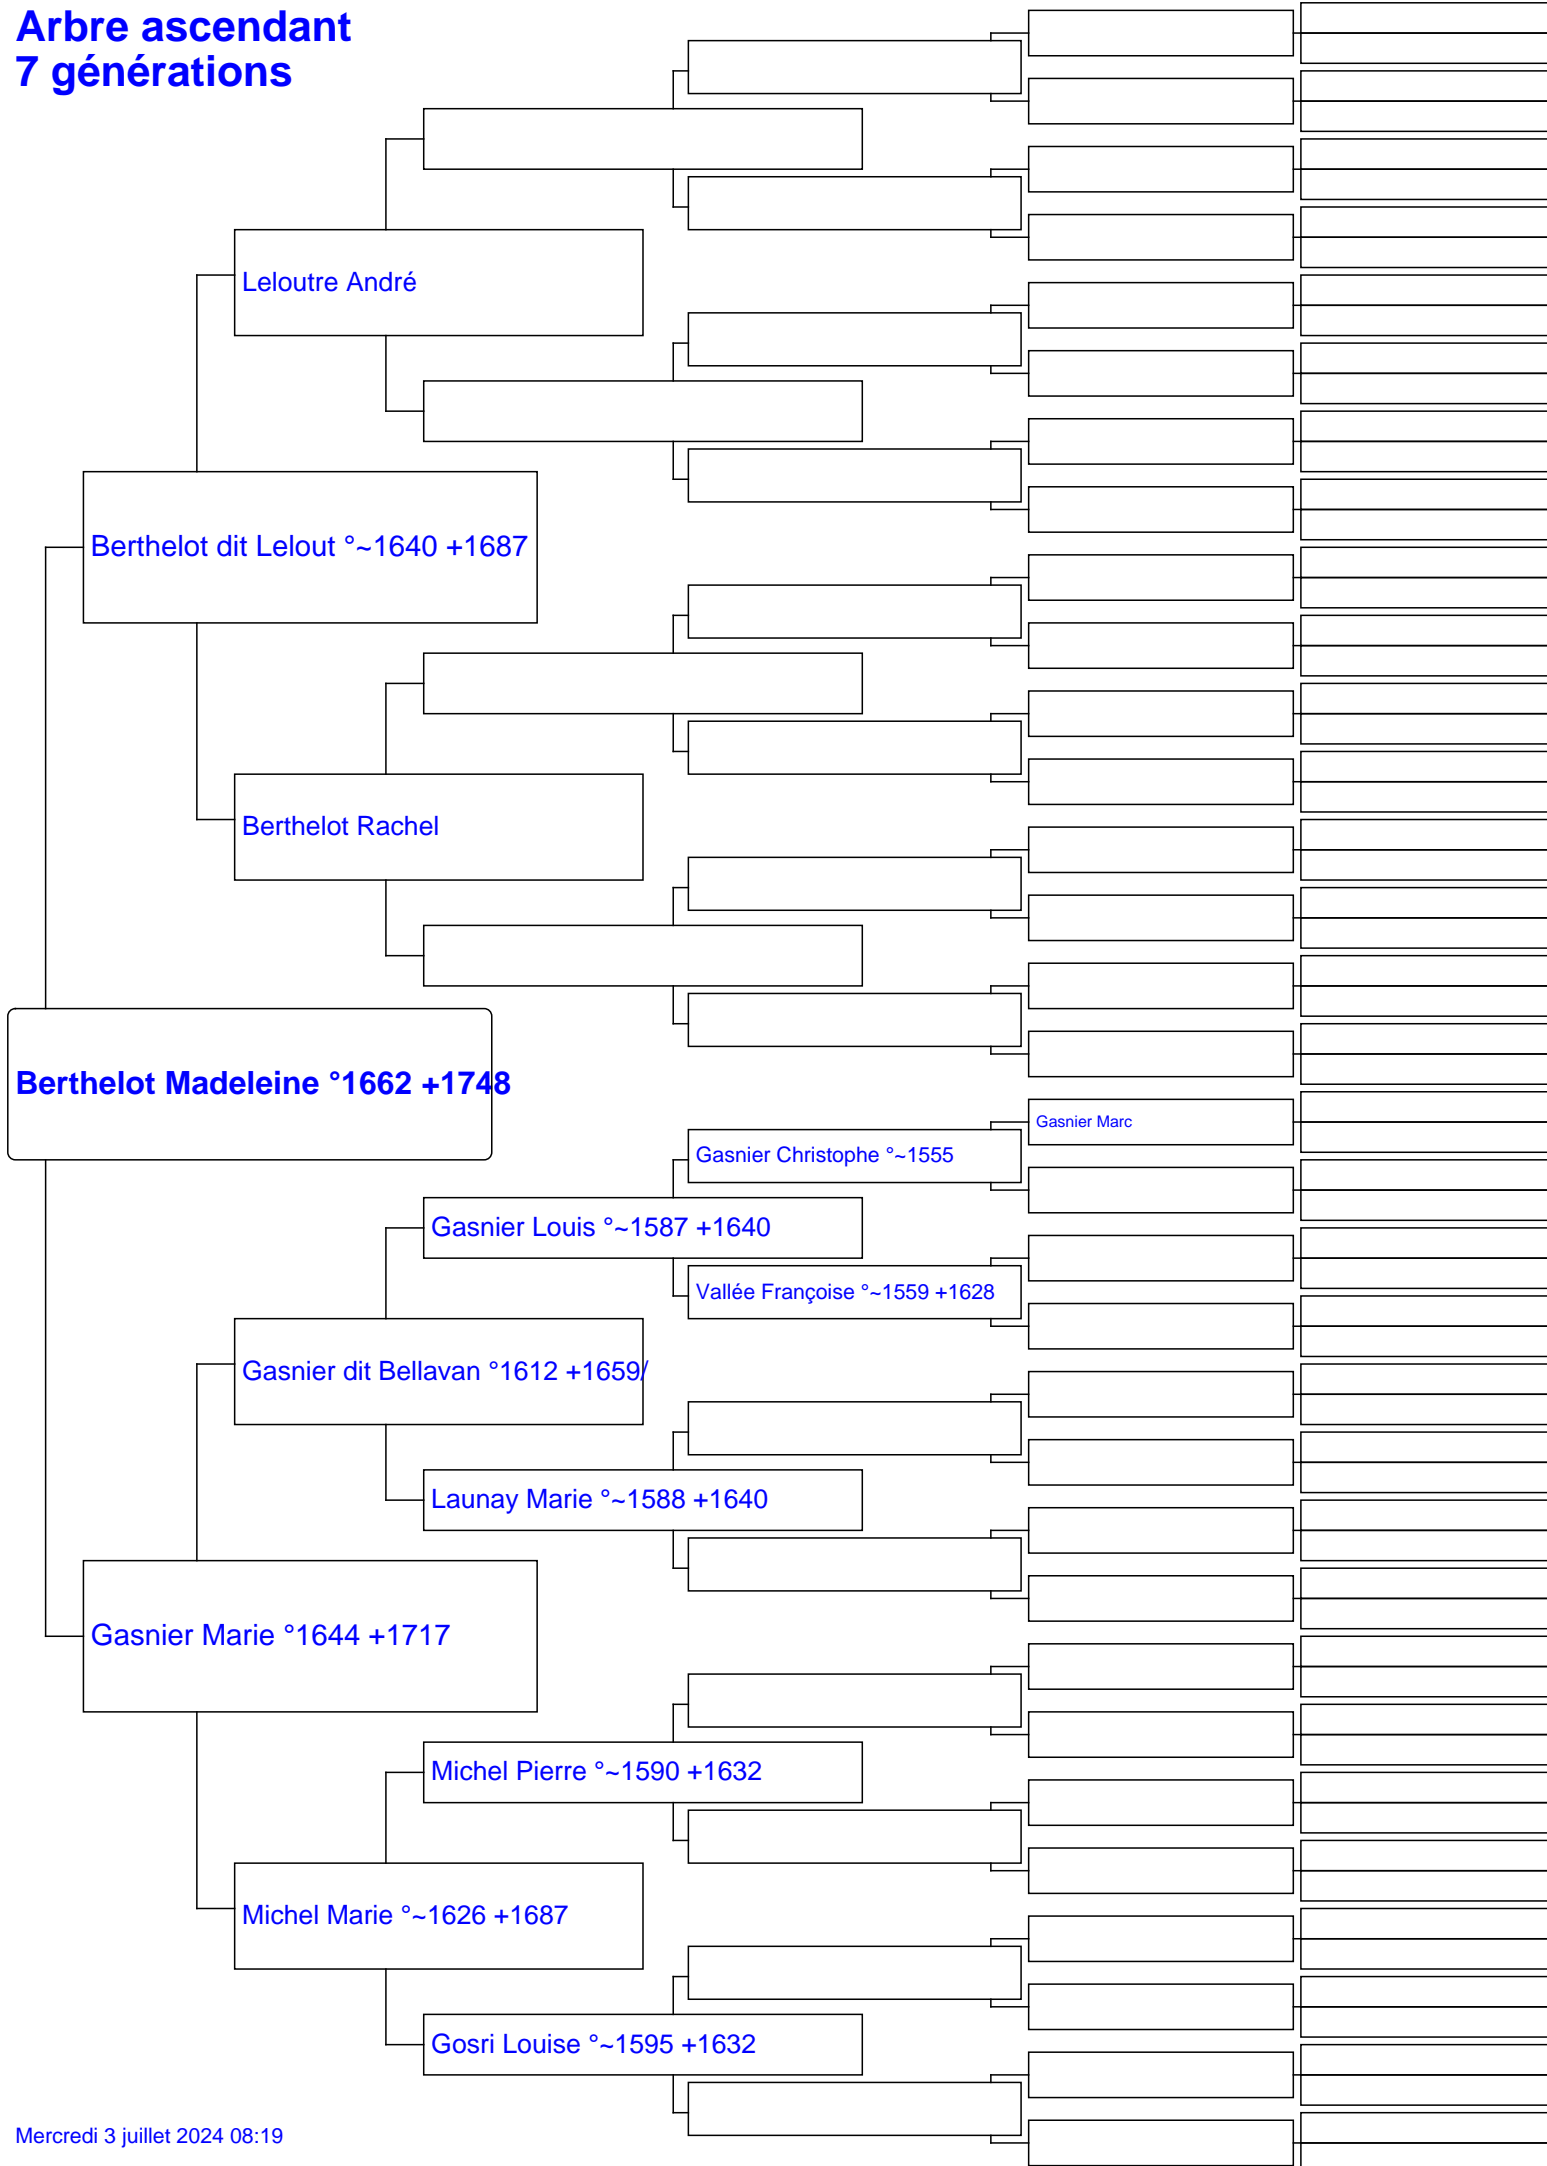 Arbre ascendant
7 générations
Leloutre André
Berthelot dit Lelout °~1640 +1687
Berthelot Rachel
Berthelot Madeleine °1662 +1748
Gasnier Marc
Gasnier Christophe °~1555
Gasnier Louis °~1587 +1640
Vallée Françoise °~1559 +1628
Gasnier dit Bellavan °1612 +1659/
Launay Marie °~1588 +1640
Gasnier Marie °1644 +1717
Michel Pierre °~1590 +1632
Michel Marie °~1626 +1687
Gosri Louise °~1595 +1632
Mercredi 3 juillet 2024 08:19